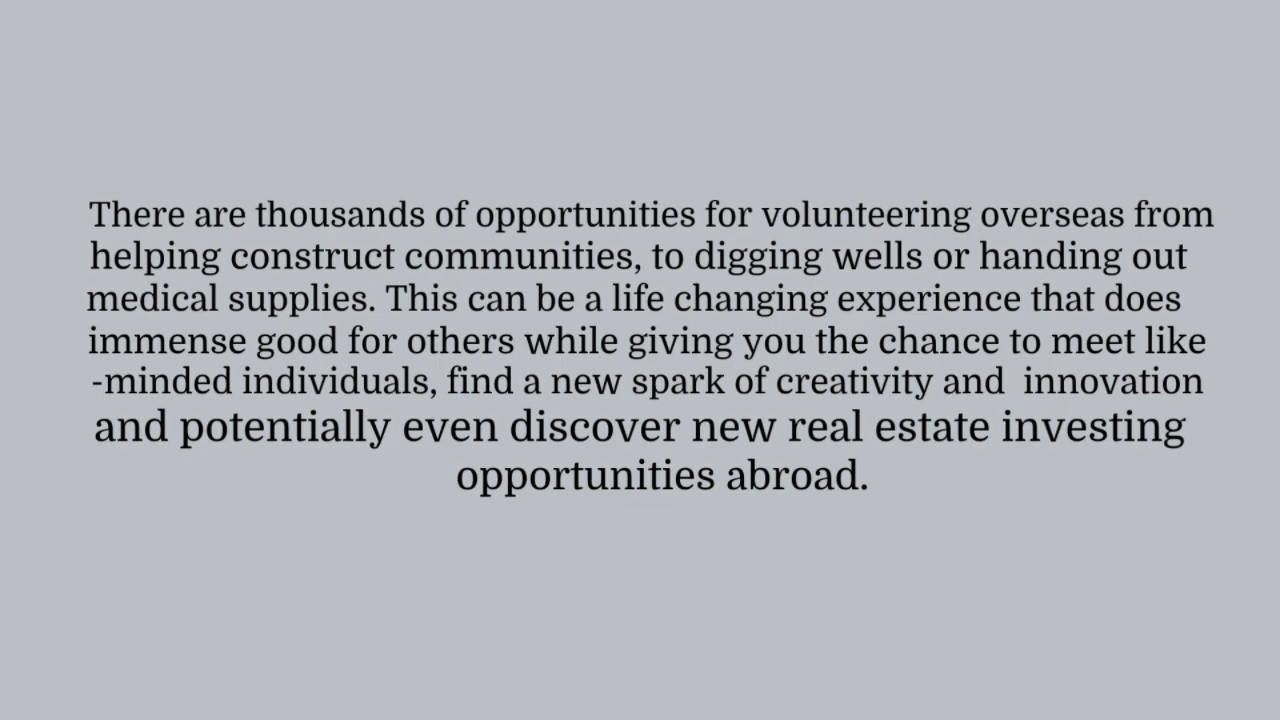 There are thousands of opportunities for volunteering overseas from
helping construct communities, to digging wells or handing out
medical supplies. This can be a life changing experience that does
immense good for others while giving you the chance to meet like
-minded individuals, find a new spark of creativity and  innovation
and potentially even discover new real estate investing
opportunities abroad.